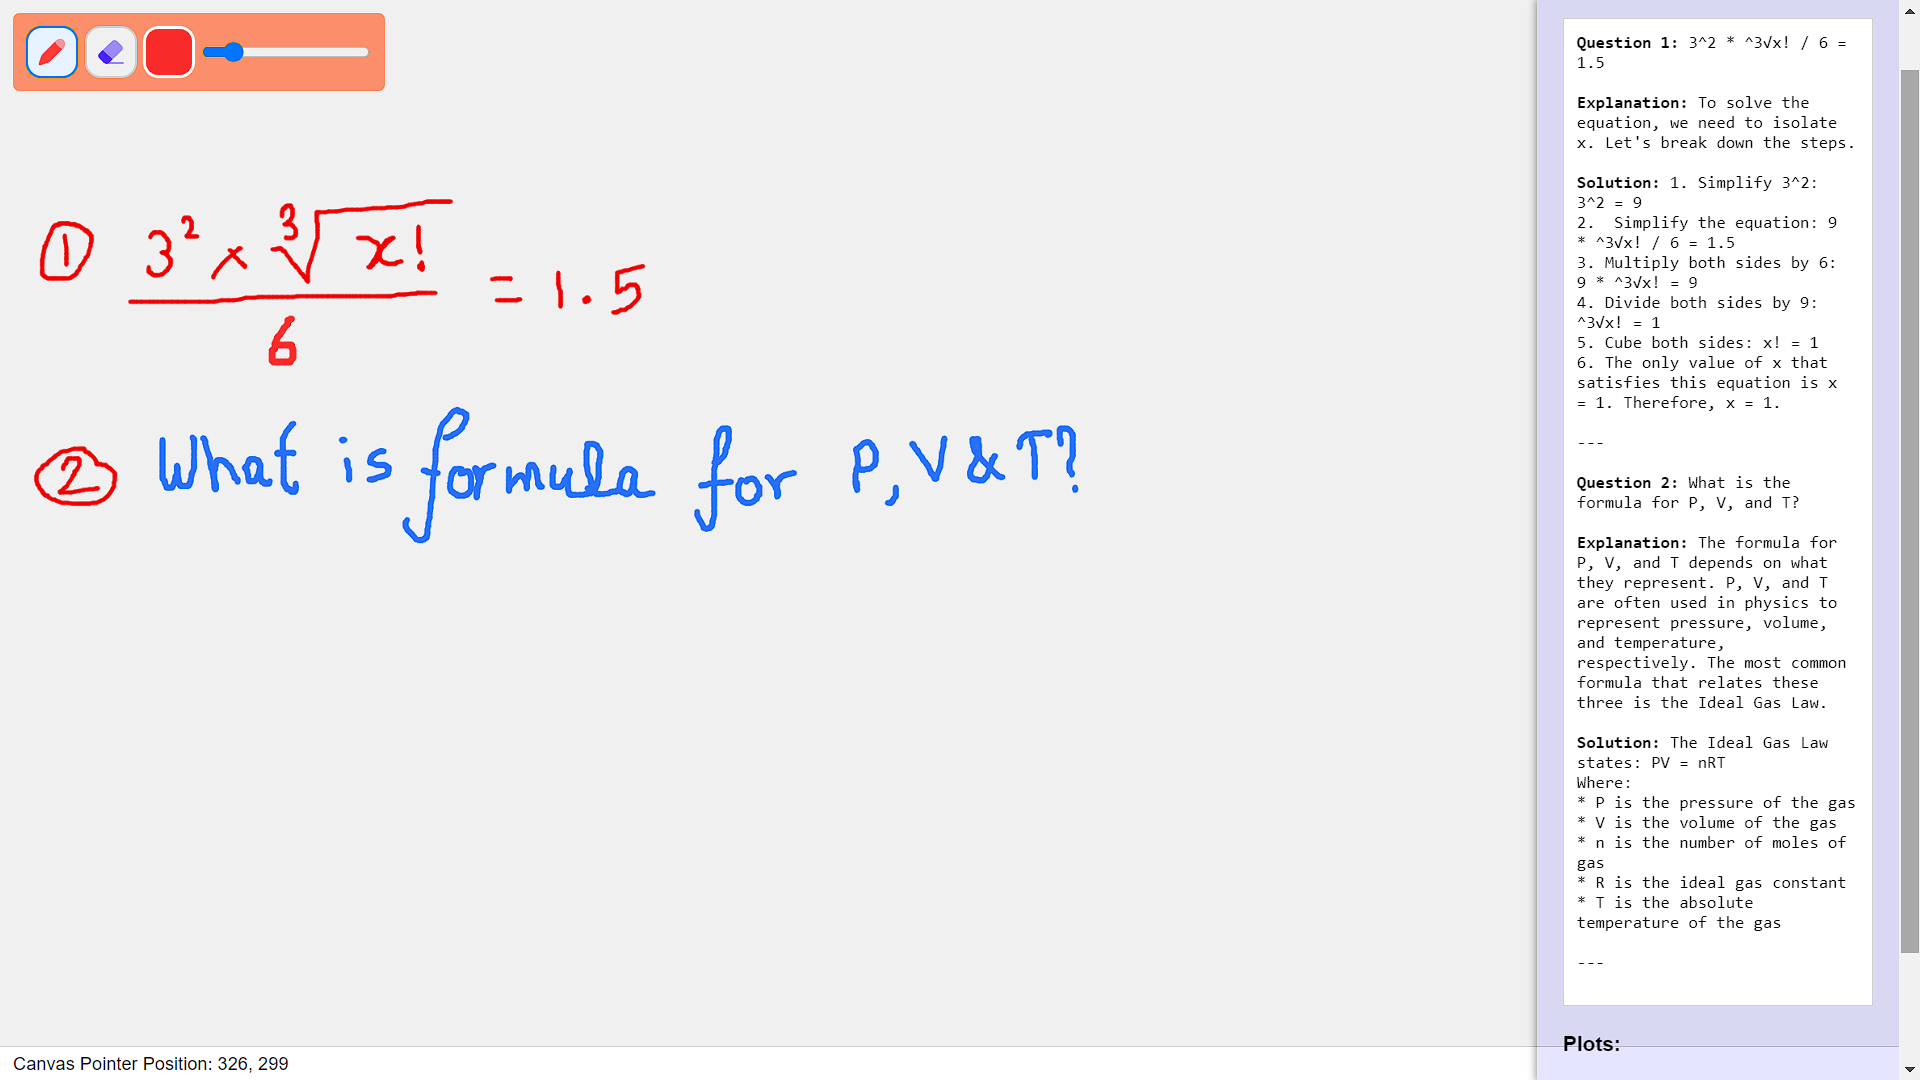 ① 3² × ³√x! / 6 = 1.5
② What is formula for P, V & T?
Canvas Pointer Position: 326, 299
Question 1: 3^2 * ^3√x! / 6 =
1.5
Explanation: To solve the
equation, we need to isolate
x. Let's break down the steps.
Solution: 1. Simplify 3^2:
3^2 = 9
2.  Simplify the equation: 9
* ^3√x! / 6 = 1.5
3. Multiply both sides by 6:
9 * ^3√x! = 9
4. Divide both sides by 9:
^3√x! = 1
5. Cube both sides: x! = 1
6. The only value of x that
satisfies this equation is x
= 1. Therefore, x = 1.
---
Question 2: What is the
formula for P, V, and T?
Explanation: The formula for
P, V, and T depends on what
they represent. P, V, and T
are often used in physics to
represent pressure, volume,
and temperature,
respectively. The most common
formula that relates these
three is the Ideal Gas Law.
Solution: The Ideal Gas Law
states: PV = nRT
Where:
* P is the pressure of the gas
* V is the volume of the gas
* n is the number of moles of
gas
* R is the ideal gas constant
* T is the absolute
temperature of the gas
---
Plots: